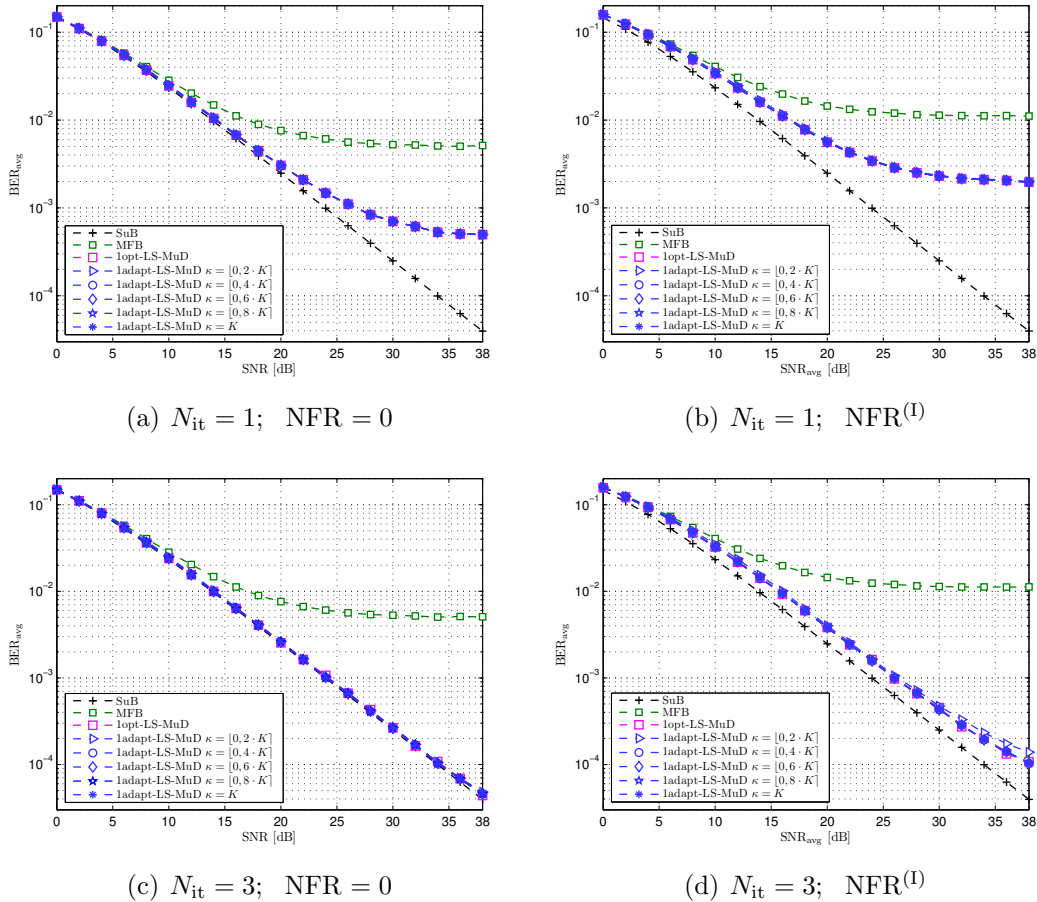 10⁻¹
10⁻²
10⁻³
10⁻⁴
BER_avg
SuB
MFB
1opt-LS-MuD
1adapt-LS-MuD κ = ⌊0,2 · K⌉
1adapt-LS-MuD κ = ⌊0,4 · K⌉
1adapt-LS-MuD κ = ⌊0,6 · K⌉
1adapt-LS-MuD κ = ⌊0,8 · K⌉
1adapt-LS-MuD κ = K
0 5 10 15 20 25 30 35 38
SNR [dB]
(a) N_it = 1; NFR = 0
10⁻¹
10⁻²
10⁻³
10⁻⁴
BER_avg
SuB
MFB
1opt-LS-MuD
1adapt-LS-MuD κ = ⌊0,2 · K⌉
1adapt-LS-MuD κ = ⌊0,4 · K⌉
1adapt-LS-MuD κ = ⌊0,6 · K⌉
1adapt-LS-MuD κ = ⌊0,8 · K⌉
1adapt-LS-MuD κ = K
0 5 10 15 20 25 30 35 38
SNR_avg [dB]
(b) N_it = 1; NFR^(I)
10⁻¹
10⁻²
10⁻³
10⁻⁴
BER_avg
SuB
MFB
1opt-LS-MuD
1adapt-LS-MuD κ = ⌊0,2 · K⌉
1adapt-LS-MuD κ = ⌊0,4 · K⌉
1adapt-LS-MuD κ = ⌊0,6 · K⌉
1adapt-LS-MuD κ = ⌊0,8 · K⌉
1adapt-LS-MuD κ = K
0 5 10 15 20 25 30 35 38
SNR [dB]
(c) N_it = 3; NFR = 0
10⁻¹
10⁻²
10⁻³
10⁻⁴
BER_avg
SuB
MFB
1opt-LS-MuD
1adapt-LS-MuD κ = ⌊0,2 · K⌉
1adapt-LS-MuD κ = ⌊0,4 · K⌉
1adapt-LS-MuD κ = ⌊0,6 · K⌉
1adapt-LS-MuD κ = ⌊0,8 · K⌉
1adapt-LS-MuD κ = K
0 5 10 15 20 25 30 35 38
SNR_avg [dB]
(d) N_it = 3; NFR^(I)